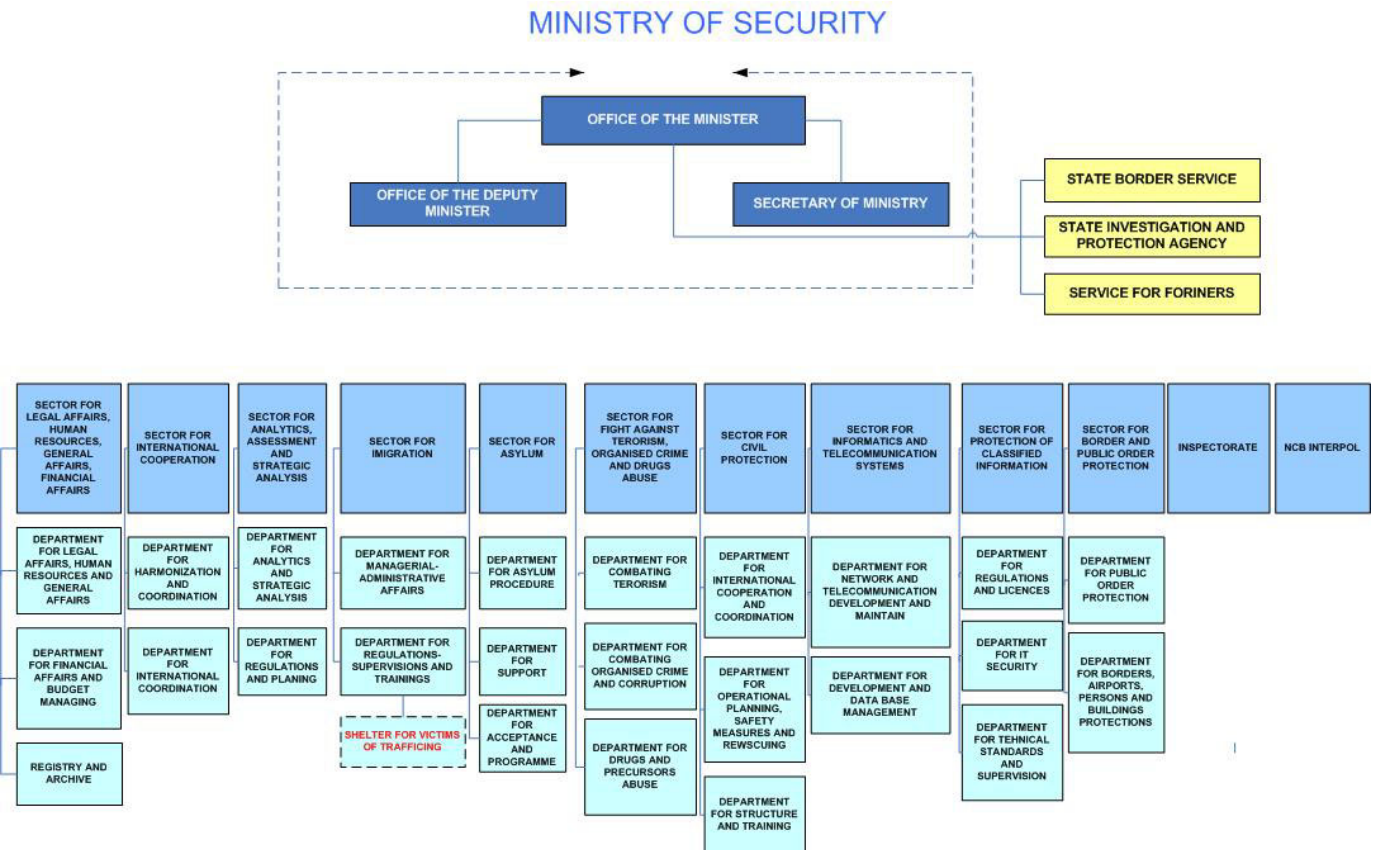 MINISTRY OF SECURITY
OFFICE OF THE MINISTER
OFFICE OF THE DEPUTY
MINISTER
SECRETARY OF MINISTRY
STATE BORDER SERVICE
STATE INVESTIGATION AND
PROTECTION AGENCY
SERVICE FOR FORINERS
SECTOR FOR
LEGAL AFFAIRS,
HUMAN
RESOURCES,
GENERAL
AFFAIRS,
FINANCIAL
AFFAIRS
SECTOR FOR
INTERNATIONAL
COOPERATION
SECTOR FOR
ANALYTICS,
ASSESSMENT
AND
STRATEGIC
ANALYSIS
SECTOR FOR
IMIGRATION
SECTOR FOR
ASYLUM
SECTOR FOR
FIGHT AGAINST
TERORISM,
ORGANISED CRIME
AND DRUGS
ABUSE
SECTOR FOR
CIVIL
PROTECTION
SECTOR FOR
INFORMATICS AND
TELECOMMUNICATION
SYSTEMS
SECTOR FOR
PROTECTION OF
CLASSIFIED
INFORMATION
SECTOR FOR
BORDER AND
PUBLIC ORDER
PROTECTION
INSPECTORATE
NCB INTERPOL
DEPARTMENT
FOR LEGAL
AFFAIRS, HUMAN
RESOURCES AND
GENERAL
AFFAIRS
DEPARTMENT
FOR
HARMONIZATION
AND
COORDINATION
DEPARTMENT
FOR
ANALYTICS
AND
STRATEGIC
ANALYSIS
DEPARTMENT FOR
MANAGERIAL-
ADMINISTRATIVE
AFFAIRS
DEPARTMENT
FOR ASYLUM
PROCEDURE
DEPARTMENT FOR
COMBATING
TERORISM
DEPARTMENT
FOR
INTERNATIONAL
COOPERATION
AND
COORDINATION
DEPARTMENT FOR
NETWORK AND
TELECOMMUNICATION
DEVELOPMENT AND
MAINTAIN
DEPARTMENT
FOR
REGULATIONS
AND LICENCES
DEPARTMENT
FOR PUBLIC
ORDER
PROTECTION
DEPARTMENT
FOR FINANCIAL
AFFAIRS AND
BUDGET
MANAGING
DEPARTMENT
FOR
INTERNATIONAL
COORDINATION
DEPARTMENT
FOR
REGULATIONS
AND PLANING
DEPARTMENT FOR
REGULATIONS-
SUPERVISIONS AND
TRAININGS
DEPARTMENT
FOR
SUPPORT
DEPARTMENT FOR
COMBATING
ORGANISED CRIME
AND CORRUPTION
DEPARTMENT
FOR
OPERATIONAL
PLANNING,
SAFETY
MEASURES AND
REWSCUING
DEPARTMENT FOR
DEVELOPMENT AND
DATA BASE
MANAGEMENT
DEPARTMENT
FOR IT
SECURITY
DEPARTMENT
FOR BORDERS,
AIRPORTS,
PERSONS AND
BUILDINGS
PROTECTIONS
REGISTRY AND
ARCHIVE
SHELTER FOR VICTIMS
OF TRAFFICING
DEPARTMENT
FOR
ACCEPTANCE
AND
PROGRAMME
DEPARTMENT FOR
DRUGS AND
PRECURSORS
ABUSE
DEPARTMENT
FOR STRUCTURE
AND TRAINING
DEPARTMENT
FOR TEHNICAL
STANDARDS
AND
SUPERVISION